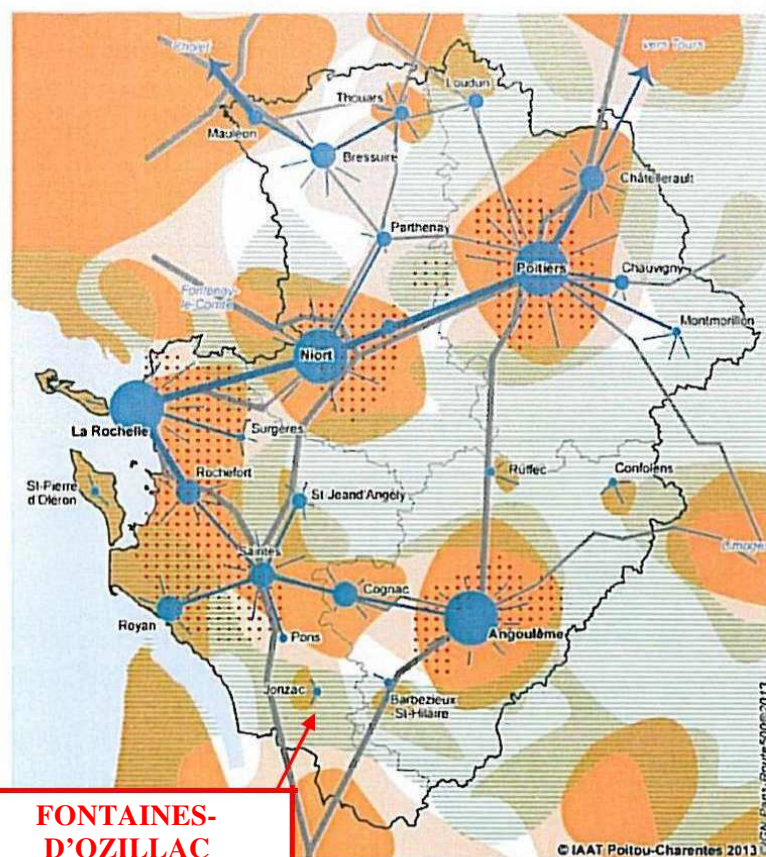 Cholet
vers Tours
Loudun
Thouars
Mauléon
Bressuire
Châtellerault
Parthenay
Poitiers
Chauvigny
Fontenay-
le-Comte
Montmorillon
Niort
La Rochelle
Surgères
Rochefort
St-Pierre
d'Oleron
St Jean d'Angely
Ruffec
Confolens
Limoges
Saintes
Cognac
Royan
Angoulême
Pons
Jonzac
Barbezieux
-St-Hilaire
FONTAINES-
D'OZILLAC
© IAAT Poitou-Charentes 2013